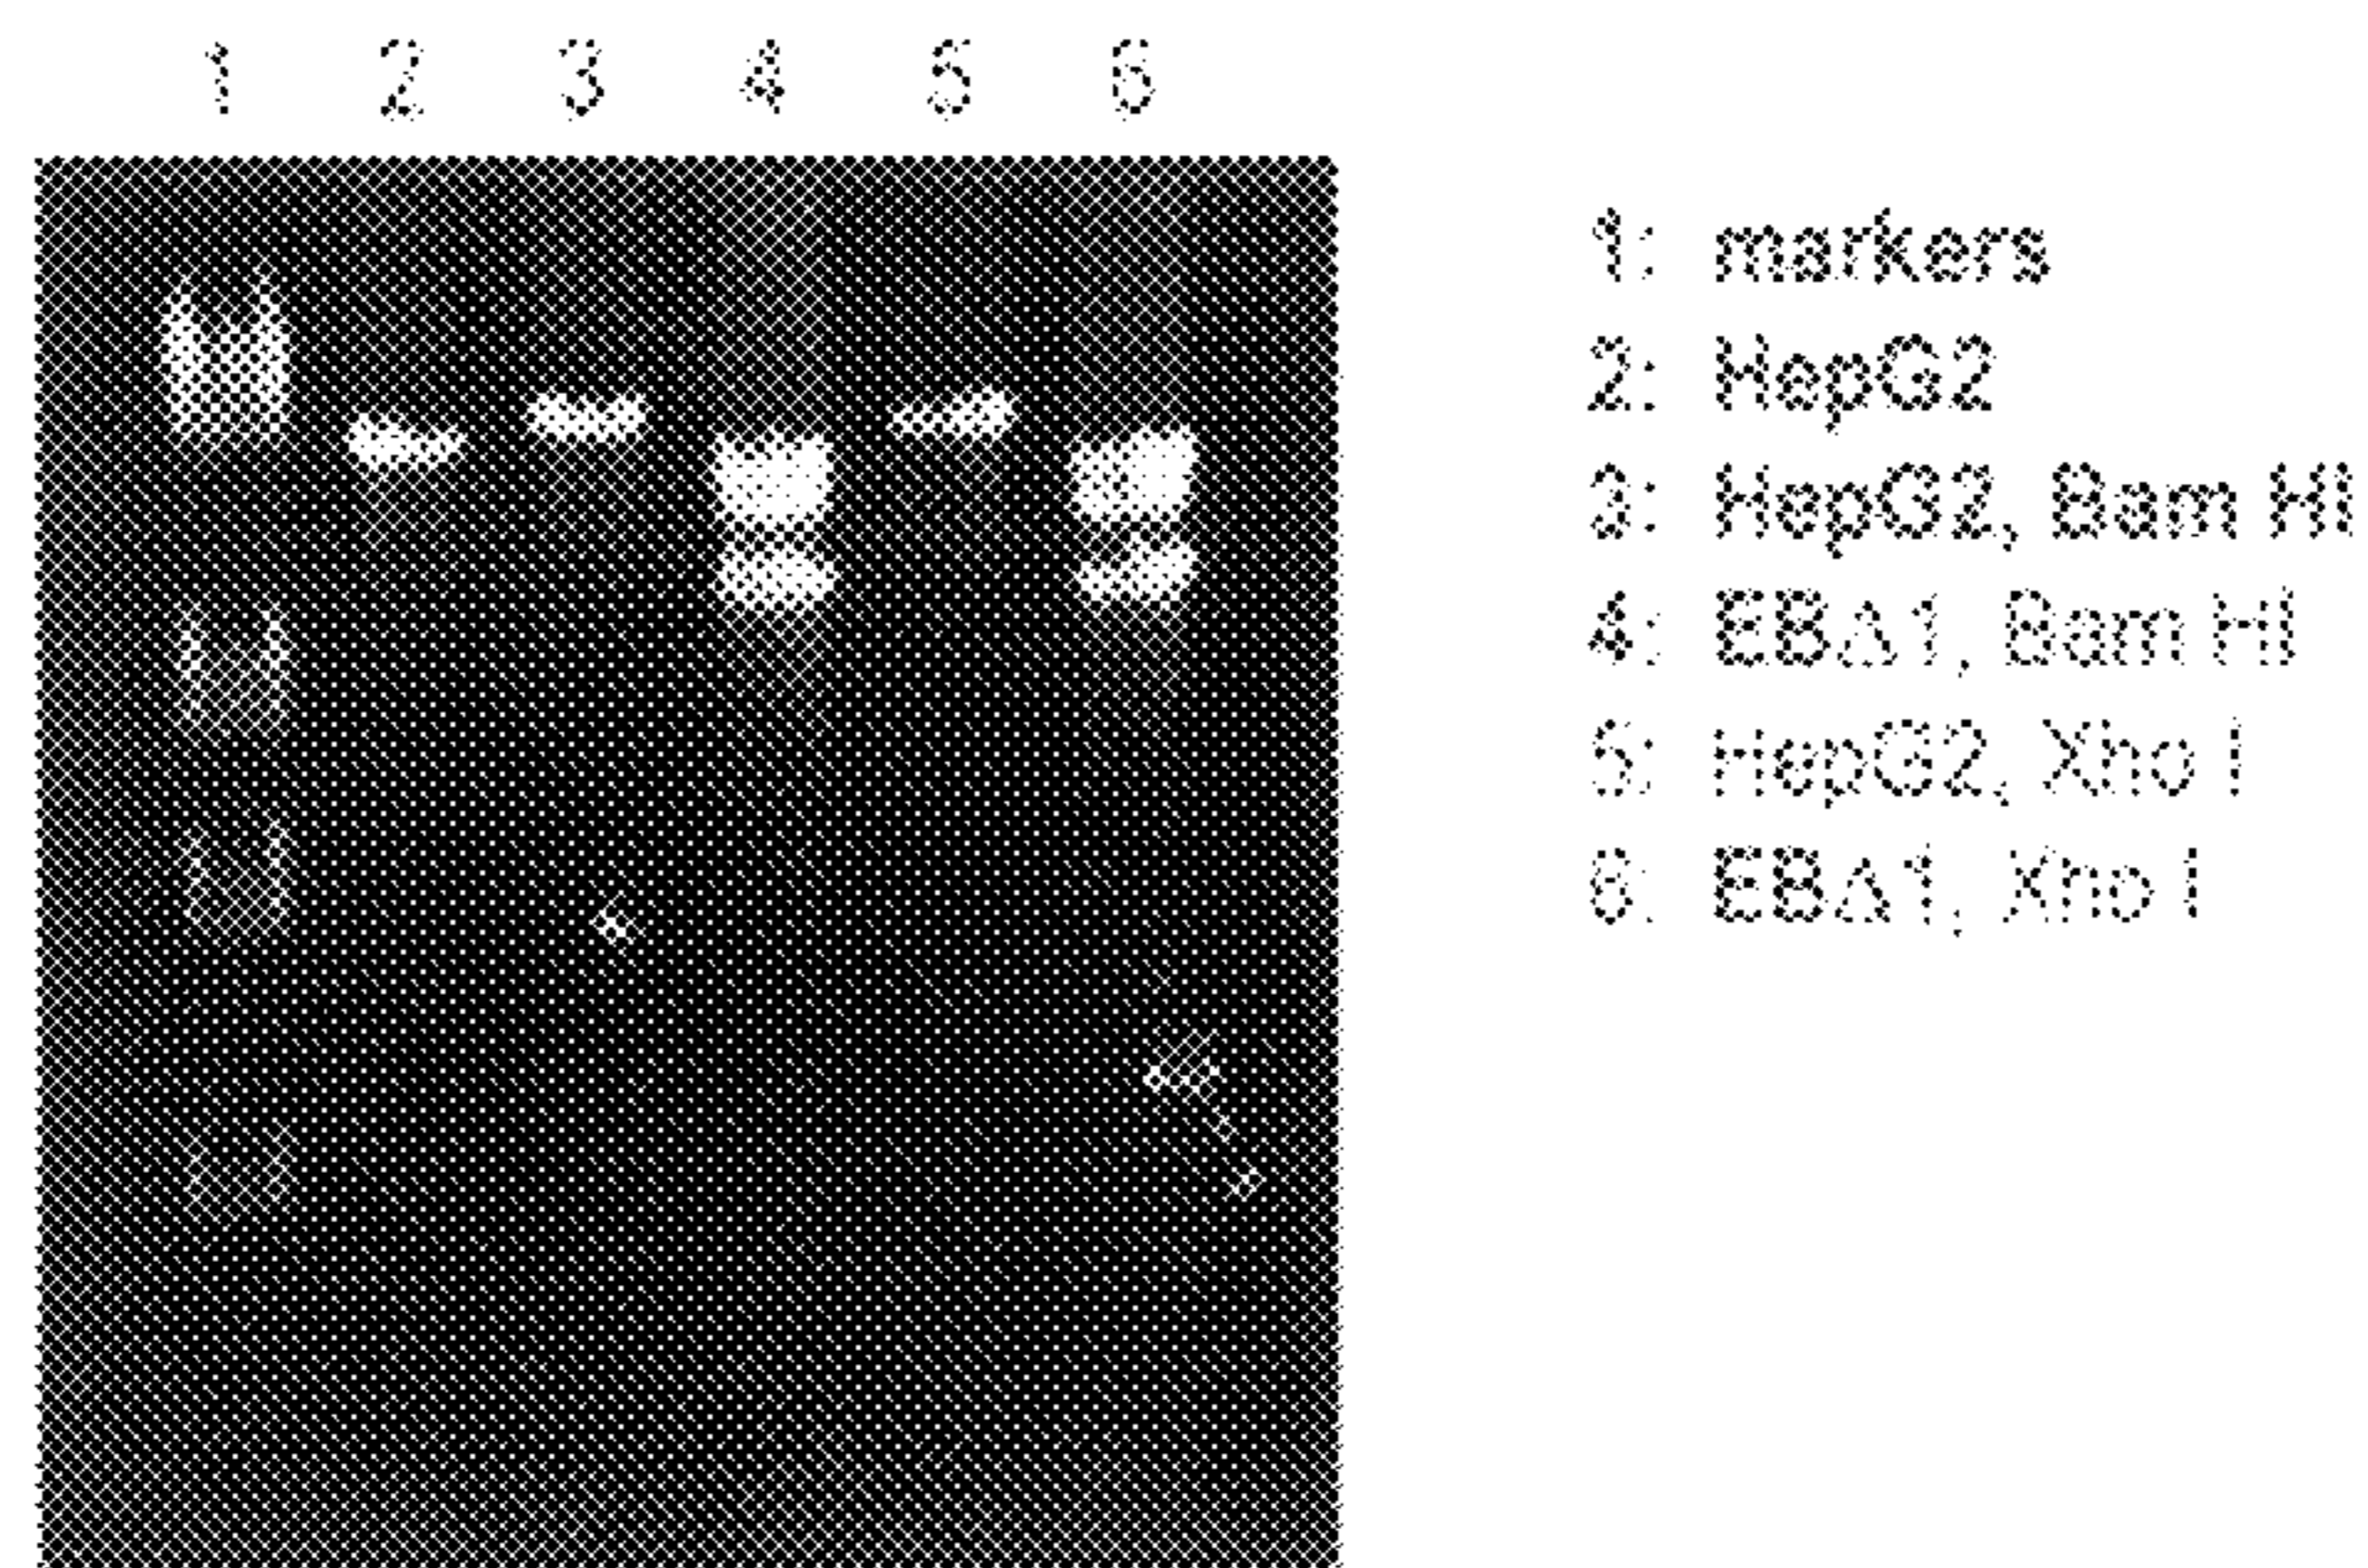 1 2 3 4 5 6
1: markers
2: HepG2
3: HepG2, Bam HI
4: EBΔ1, Bam HI
5: HepG2, Xho I
6: EBΔ1, Xho I